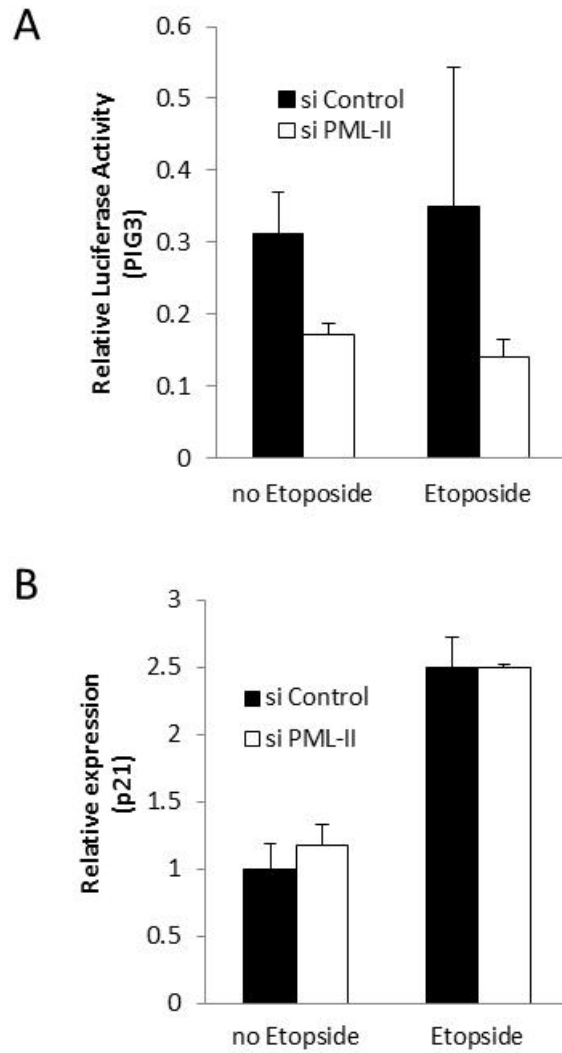 A
Relative Luciferase Activity
(PIG3)
0.6
0.5
0.4
0.3
0.2
0.1
0
si Control
si PML-II
no Etoposide
Etoposide
B
Relative expression
(p21)
3
2.5
2
1.5
1
0.5
0
si Control
si PML-II
no Etopside
Etopside